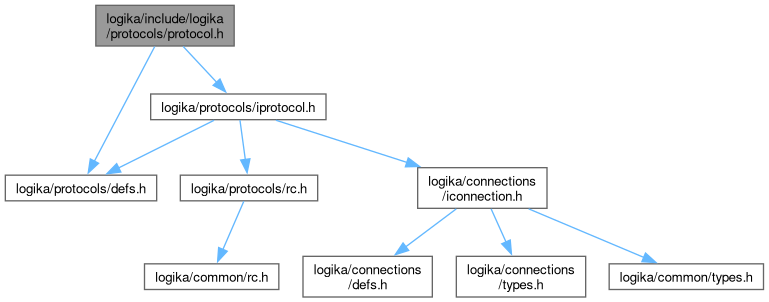 logika/include/logika
/protocols/protocol.h
logika/protocols/iprotocol.h
logika/protocols/defs.h
logika/protocols/rc.h
logika/connections
/iconnection.h
logika/common/rc.h
logika/connections
/defs.h
logika/connections
/types.h
logika/common/types.h